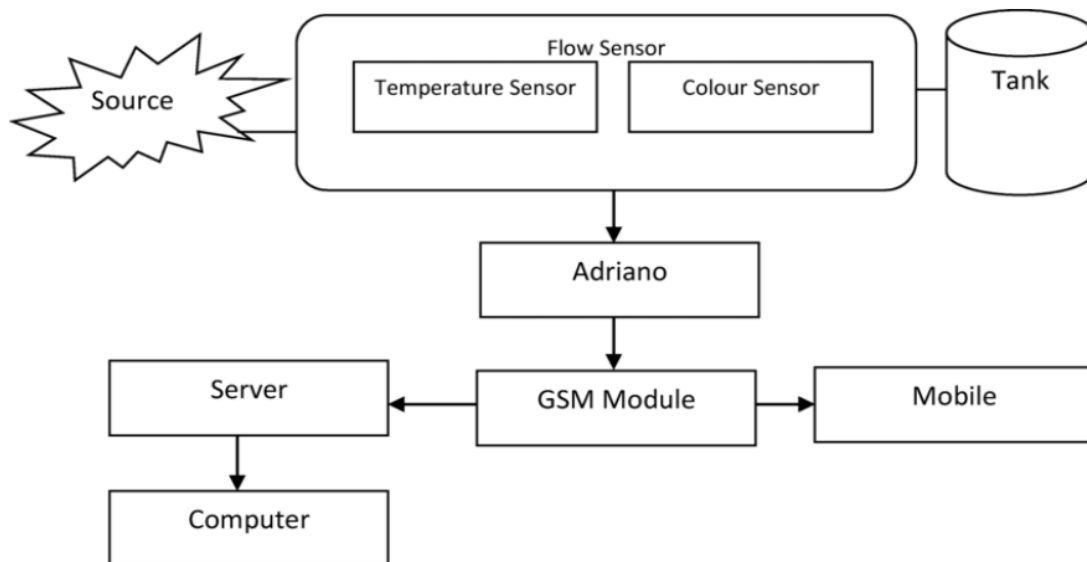 Flow Sensor
Source
Temperature Sensor
Colour Sensor
Tank
Adriano
Server
GSM Module
Mobile
Computer